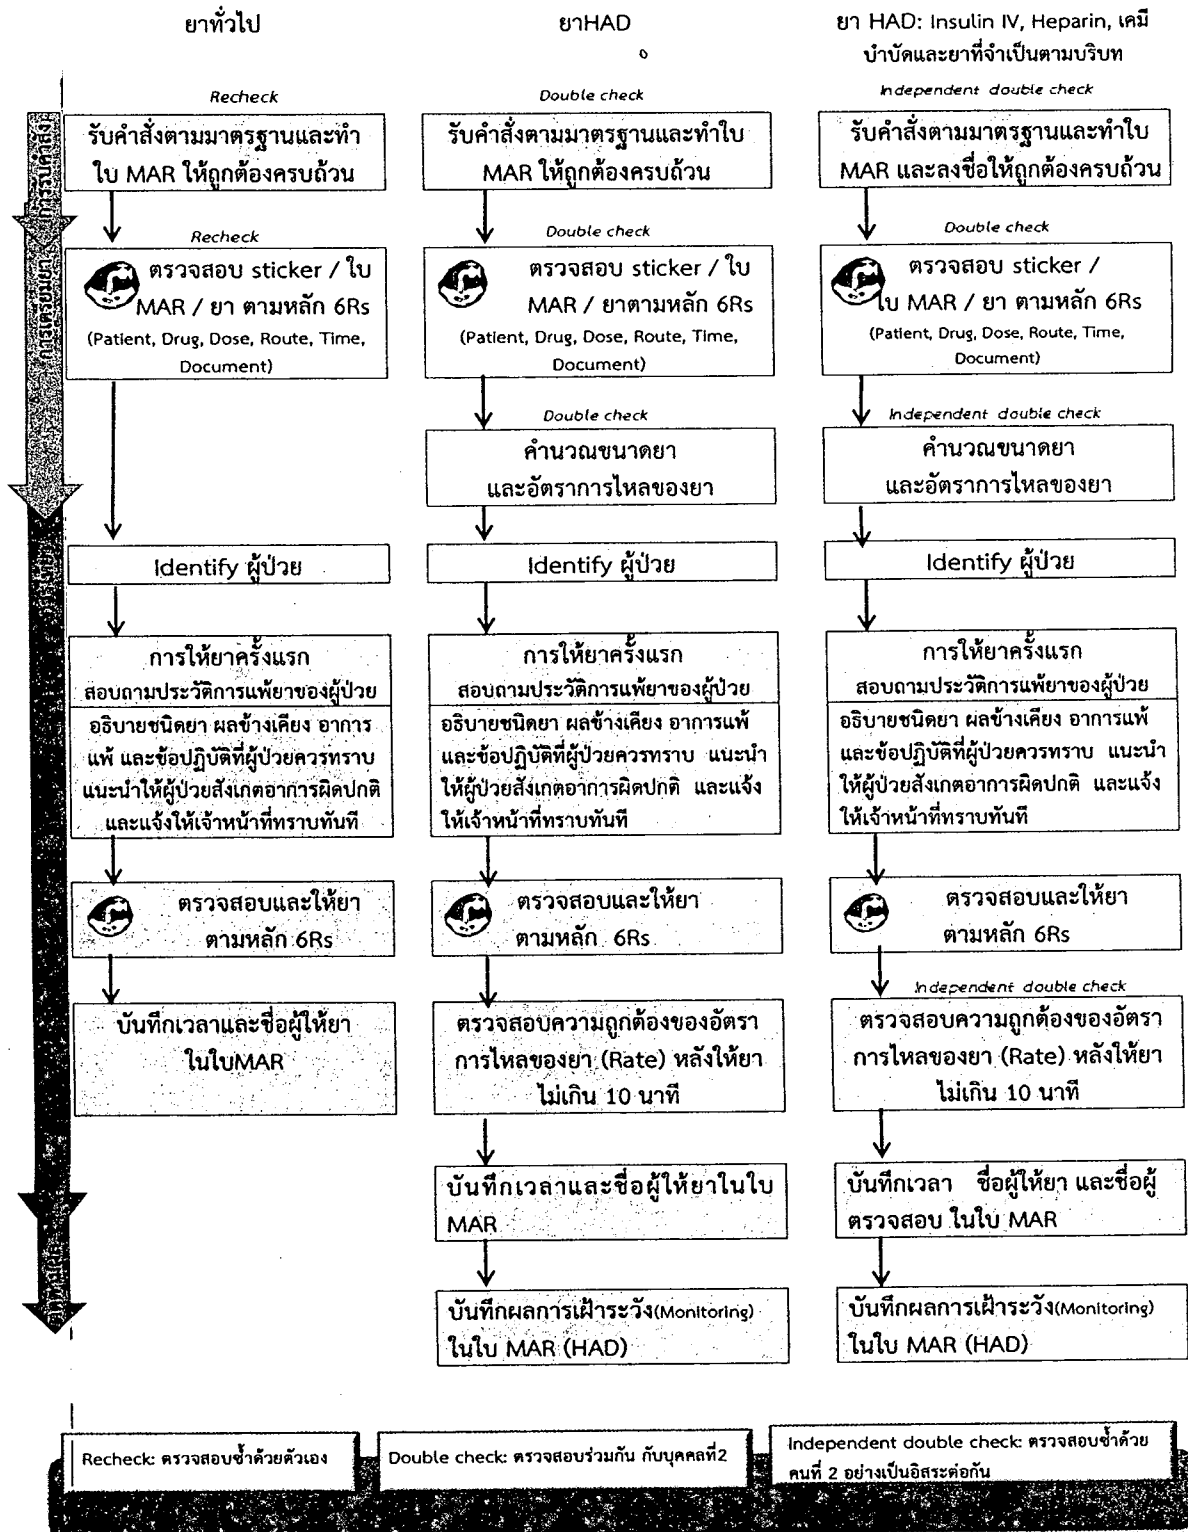 ยาทั่วไป
Recheck
รับคำสั่งตามมาตรฐานและทำ
ใบ MAR ให้ถูกต้องครบถ้วน
Recheck
ตรวจสอบ sticker / ใบ
MAR / ยา ตามหลัก 6Rs
(Patient, Drug, Dose, Route, Time,
Document)
Identify ผู้ป่วย
การให้ยาครั้งแรก
สอบถามประวัติการแพ้ยาของผู้ป่วย
อธิบายชนิดยา ผลข้างเคียง อาการ
แพ้ และข้อปฏิบัติที่ผู้ป่วยควรทราบ
แนะนำให้ผู้ป่วยสังเกตอาการผิดปกติ
และแจ้งให้เจ้าหน้าที่ทราบทันที
ตรวจสอบและให้ยา
ตามหลัก 6Rs
บันทึกเวลาและชื่อผู้ให้ยา
ในใบMAR
ยาHAD
Double check
รับคำสั่งตามมาตรฐานและทำใบ
MAR ให้ถูกต้องครบถ้วน
Double check
ตรวจสอบ sticker / ใบ
MAR / ยาตามหลัก 6Rs
(Patient, Drug, Dose, Route, Time,
Document)
Double check
คำนวณขนาดยา
และอัตราการไหลของยา
Identify ผู้ป่วย
การให้ยาครั้งแรก
สอบถามประวัติการแพ้ยาของผู้ป่วย
อธิบายชนิดยา ผลข้างเคียง อาการแพ้
และข้อปฏิบัติที่ผู้ป่วยควรทราบ แนะนำ
ให้ผู้ป่วยสังเกตอาการผิดปกติ และแจ้ง
ให้เจ้าหน้าที่ทราบทันที
ตรวจสอบและให้ยา
ตามหลัก 6Rs
ตรวจสอบความถูกต้องของอัตรา
การไหลของยา (Rate) หลังให้ยา
ไม่เกิน 10 นาที
บันทึกเวลาและชื่อผู้ให้ยาในใบ
MAR
บันทึกผลการเฝ้าระวัง(Monitoring)
ในใบ MAR (HAD)
ยา HAD: Insulin IV, Heparin, เคมี
บำบัดและยาที่จำเป็นตามบริบท
Independent double check
รับคำสั่งตามมาตรฐานและทำใบ
MAR และลงชื่อให้ถูกต้องครบถ้วน
Double check
ตรวจสอบ sticker /
ใบ MAR / ยา ตามหลัก 6Rs
(Patient, Drug, Dose, Route, Time,
Document)
Independent double check
คำนวณขนาดยา
และอัตราการไหลของยา
Identify ผู้ป่วย
การให้ยาครั้งแรก
สอบถามประวัติการแพ้ยาของผู้ป่วย
อธิบายชนิดยา ผลข้างเคียง อาการแพ้
และข้อปฏิบัติที่ผู้ป่วยควรทราบ แนะนำ
ให้ผู้ป่วยสังเกตอาการผิดปกติ และแจ้ง
ให้เจ้าหน้าที่ทราบทันที
ตรวจสอบและให้ยา
ตามหลัก 6Rs
Independent double check
ตรวจสอบความถูกต้องของอัตรา
การไหลของยา (Rate) หลังให้ยา
ไม่เกิน 10 นาที
บันทึกเวลา ชื่อผู้ให้ยา และชื่อผู้
ตรวจสอบ ในใบ MAR
บันทึกผลการเฝ้าระวัง(Monitoring)
ในใบ MAR (HAD)
การรับคำสั่ง
การเตรียมยา
Recheck: ตรวจสอบซ้ำด้วยตัวเอง
Double check: ตรวจสอบร่วมกัน กับบุคคลที่2
Independent double check: ตรวจสอบซ้ำด้วย
คนที่ 2 อย่างเป็นอิสระต่อกัน